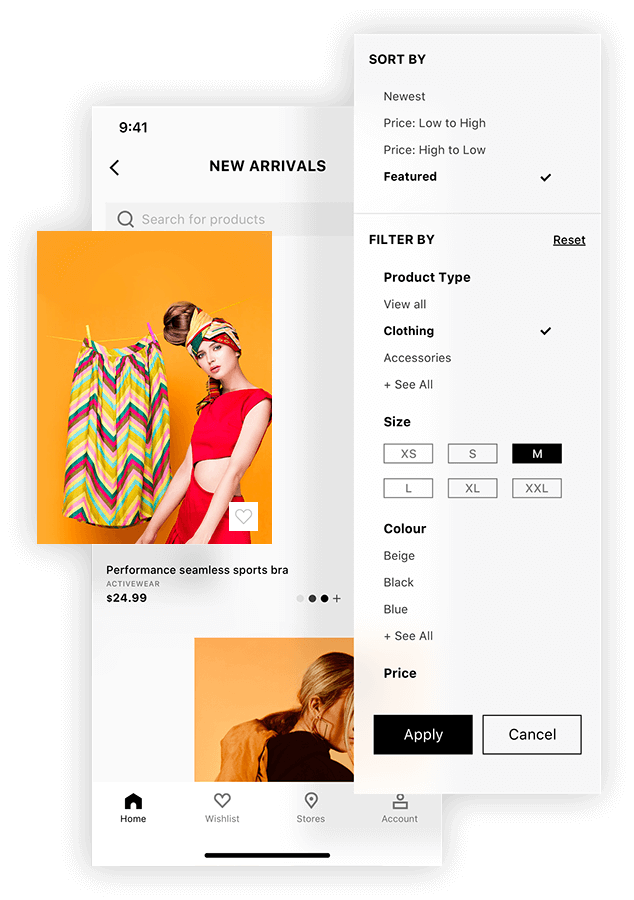 9:41
NEW ARRIVALS
Search for products
Performance seamless sports bra
ACTIVEWEAR
$24.99
+
Home
Wishlist
Stores
Account
SORT BY
Newest
Price: Low to High
Price: High to Low
Featured
FILTER BY Reset
Product Type
View all
Clothing
Accessories
+ See All
Size
XS S M
L XL XXL
Colour
Beige
Black
Blue
+ See All
Price
Apply Cancel